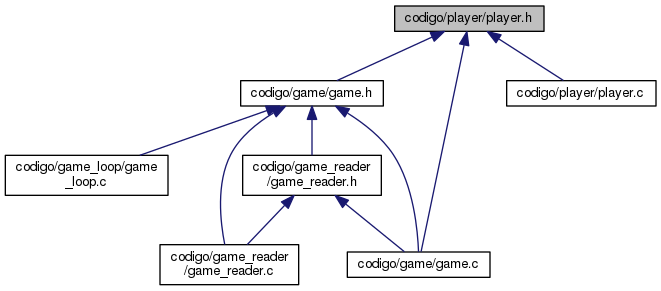 codigo/player/player.h
codigo/game/game.h
codigo/player/player.c
codigo/game_loop/game
_loop.c
codigo/game_reader
/game_reader.h
codigo/game_reader
/game_reader.c
codigo/game/game.c